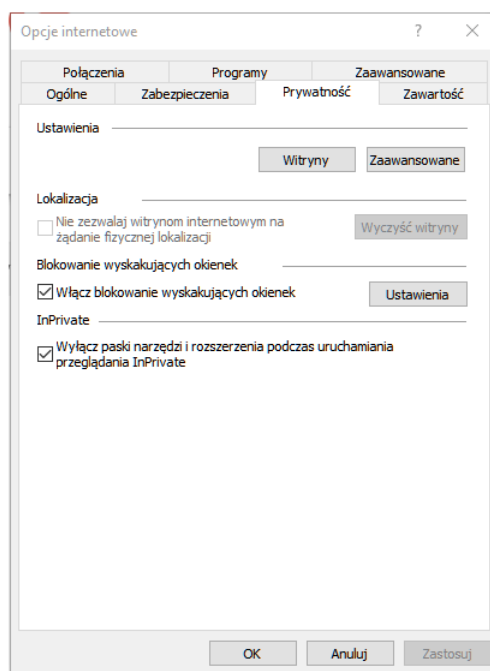 Opcje internetowe
Połączenia Programy Zaawansowane
Ogólne Zabezpieczenia Prywatność Zawartość
Ustawienia
Witryny Zaawansowane
Lokalizacja
Nie zezwalaj witrynom internetowym na
żądanie fizycznej lokalizacji
Wyczyść witryny
Blokowanie wyskakujących okienek
Włącz blokowanie wyskakujących okienek
Ustawienia
InPrivate
Wyłącz paski narzędzi i rozszerzenia podczas uruchamiania
przeglądania InPrivate
OK Anuluj Zastosuj